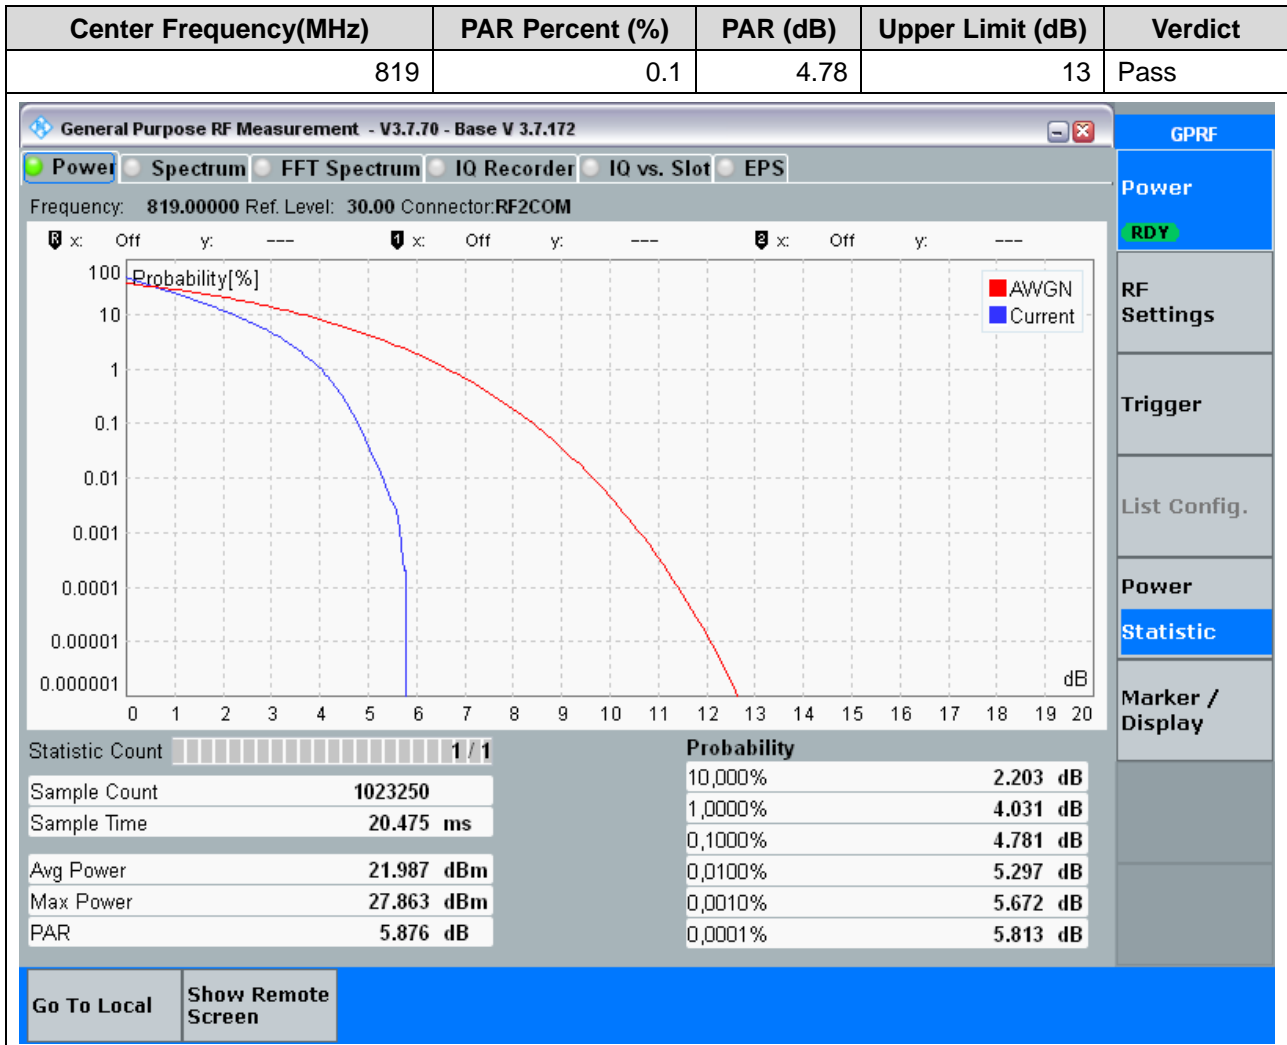 Center Frequency(MHz) PAR Percent (%) PAR (dB) Upper Limit (dB) Verdict
819 0.1 4.78 13 Pass
General Purpose RF Measurement - V3.7.70 - Base V 3.7.172
GPRF
Power Spectrum FFT Spectrum IQ Recorder IQ vs. Slot EPS
Power
RDY
Frequency: 819.00000 Ref. Level: 30.00 Connector:RF2COM
R x: Off y: --- 1 x: Off y: --- 2 x: Off y: ---
Probability[%]
AWGN
Current
100
10
1
0.1
0.01
0.001
0.0001
0.00001
0.000001
dB
0 1 2 3 4 5 6 7 8 9 10 11 12 13 14 15 16 17 18 19 20
RF
Settings
Trigger
List Config.
Power
Statistic
Marker /
Display
Statistic Count 1 / 1
Sample Count 1023250
Sample Time 20.475 ms
Avg Power 21.987 dBm
Max Power 27.863 dBm
PAR 5.876 dB
Probability
10,000% 2.203 dB
1,0000% 4.031 dB
0,1000% 4.781 dB
0,0100% 5.297 dB
0,0010% 5.672 dB
0,0001% 5.813 dB
Go To Local
Show Remote
Screen